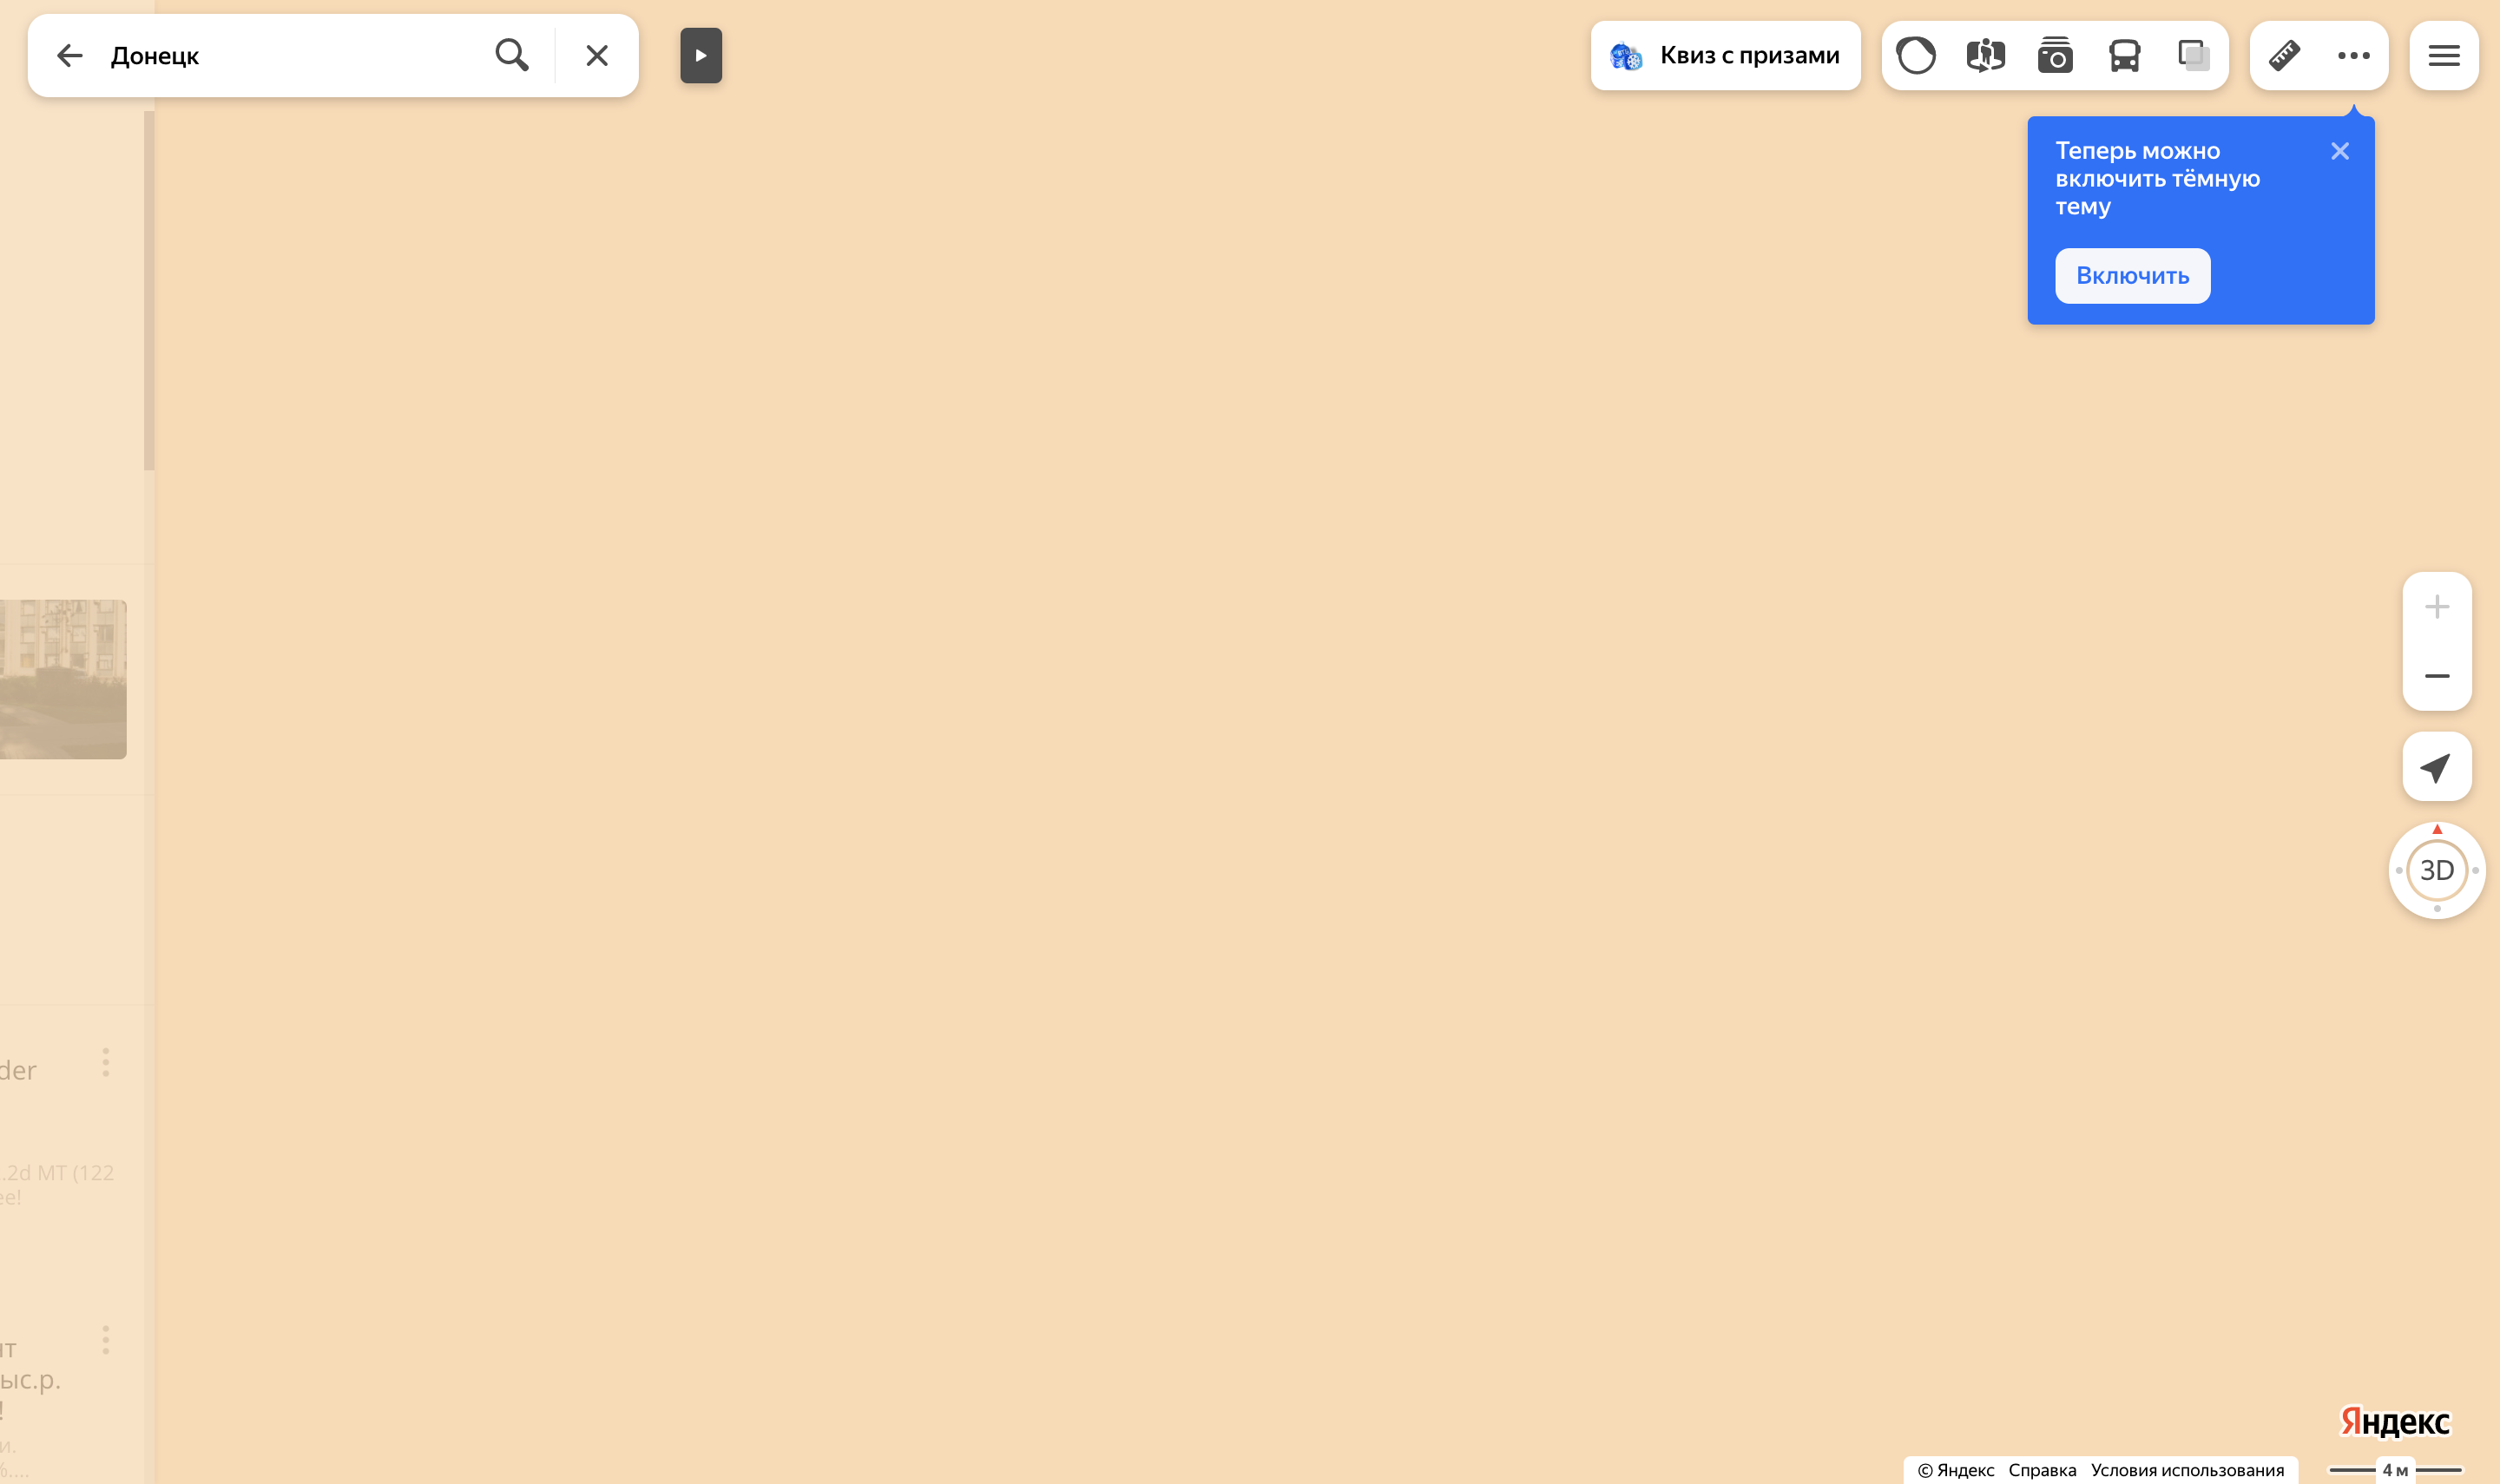 Донецк
Квиз с призами
Теперь можно
включить тёмную
тему
Включить
3D
der
.2d MT (122
ee!
ыс.р.
!
и.
%....
Яндекс
© Яндекс Справка Условия использования
4 м